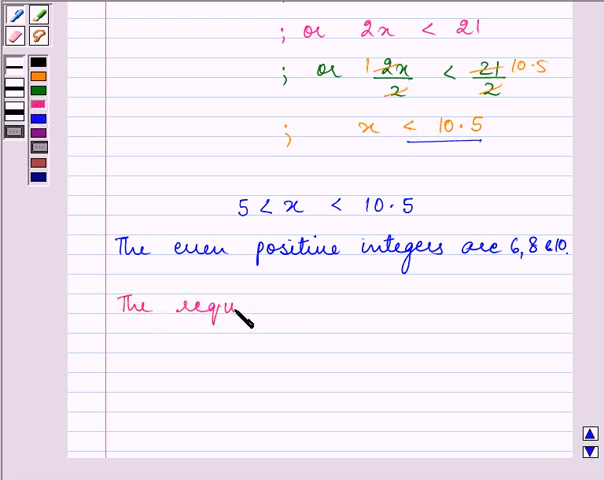 ; or 2x < 21
; or 1 2x/2 < 21/2 10.5
; x < 10.5
5 < x < 10.5
The even positive integers are 6, 8 & 10.
The requ